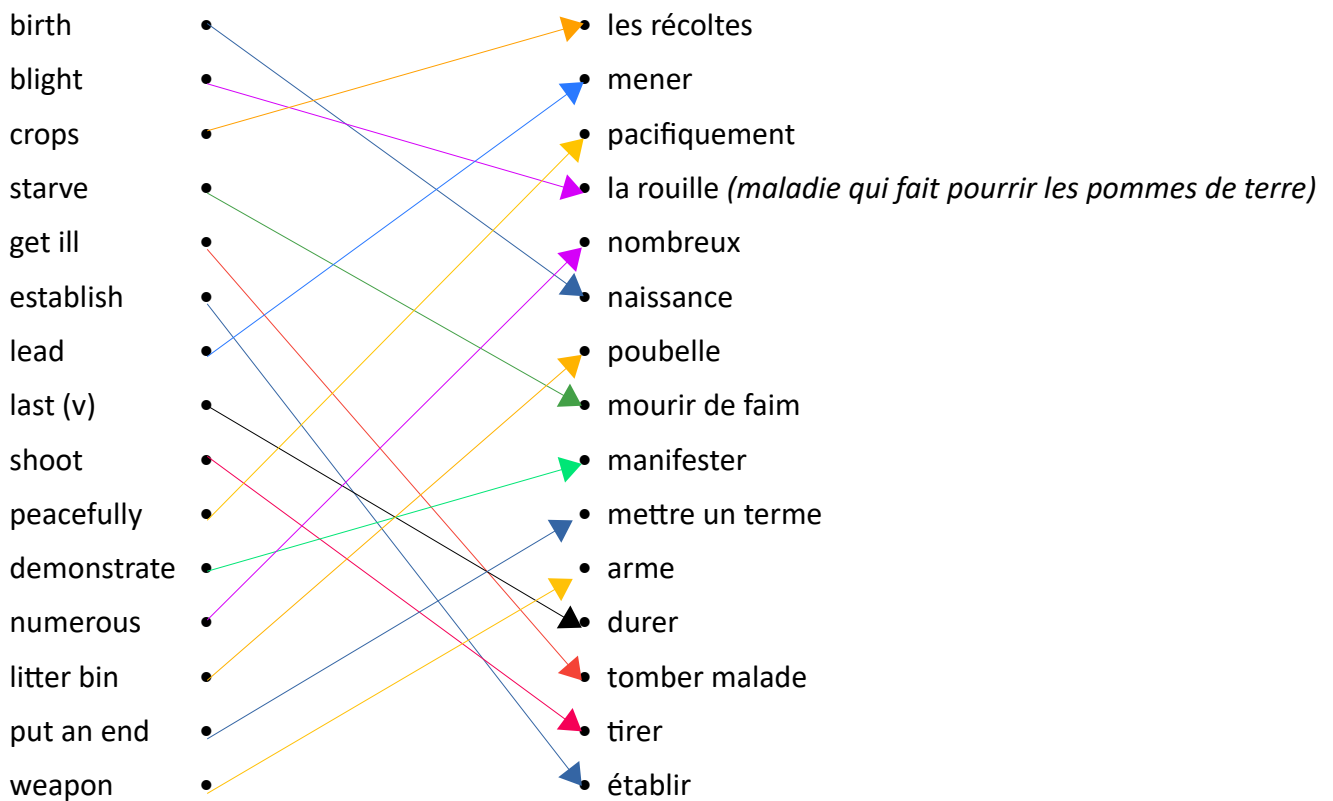 birth • • les récoltes
blight • • mener
crops • • pacifiquement
starve • • la rouille (maladie qui fait pourrir les pommes de terre)
get ill • • nombreux
establish • • naissance
lead • • poubelle
last (v) • • mourir de faim
shoot • • manifester
peacefully • • mettre un terme
demonstrate • • arme
numerous • • durer
litter bin • • tomber malade
put an end • • tirer
weapon • • établir